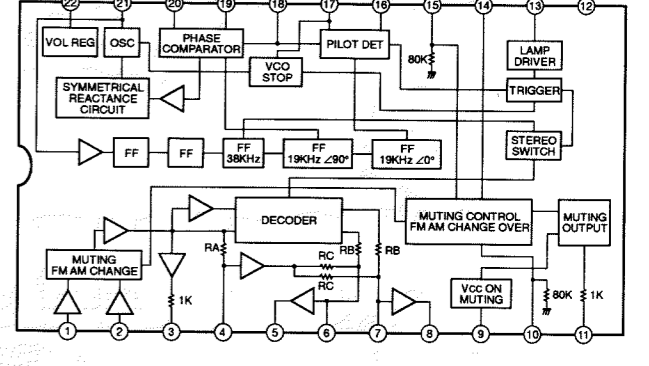 22 21 20 19 18 17 16 15 14 13 12
VOL REG
OSC
PHASE
COMPARATOR
PILOT DET
80K
LAMP
DRIVER
VCO
STOP
TRIGGER
SYMMETRICAL
REACTANCE
CIRCUIT
FF
FF
FF
38KHz
FF
19KHz ∠90°
FF
19KHz ∠0°
STEREO
SWITCH
DECODER
MUTING CONTROL
FM AM CHANGE OVER
MUTING
OUTPUT
MUTING
FM AM CHANGE
RA
RB
RB
RC
RC
1K
VCC ON
MUTING
80K
1K
1 2 3 4 5 6 7 8 9 10 11